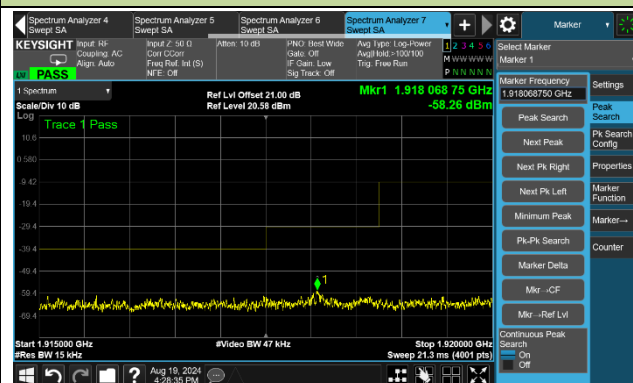 Spectrum Analyzer 4
Swept SA
Spectrum Analyzer 5
Swept SA
Spectrum Analyzer 6
Swept SA
Spectrum Analyzer 7
Swept SA
Marker
KEYSIGHT
Input: RF
Coupling: AC
Align: Auto
Input Z: 50 Ω
Corr CCorr
Freq Ref: Int (S)
NFE: Off
Atten: 10 dB
PNO: Best Wide
Gate: Off
IF Gain: Low
Sig Track: Off
Avg Type: Log-Power
Avg|Hold:>100/100
Trig: Free Run
1 2 3 4 5 6
M W W W W W
P N N N N N
LXI PASS
Select Marker
Marker 1
1 Spectrum
Scale/Div 10 dB
Log
Ref Lvl Offset 21.00 dB
Ref Level 20.58 dBm
Mkr1 1.918 068 75 GHz
-58.26 dBm
Trace 1 Pass
10.6
0.580
-9.42
-19.4
-29.4
-39.4
-49.4
-59.4
-69.4
1
Start 1.915000 GHz
#Res BW 15 kHz
#Video BW 47 kHz
Stop 1.920000 GHz
Sweep 21.3 ms (4001 pts)
Marker Frequency
1.918068750 GHz
Peak Search
Next Peak
Next Pk Right
Next Pk Left
Minimum Peak
Pk-Pk Search
Marker Delta
Mkr→CF
Mkr→Ref Lvl
Continuous Peak
Search
On
Off
Settings
Peak
Search
Pk Search
Config
Properties
Marker
Function
Marker→
Counter
?
Aug 19, 2024
4:28:35 PM